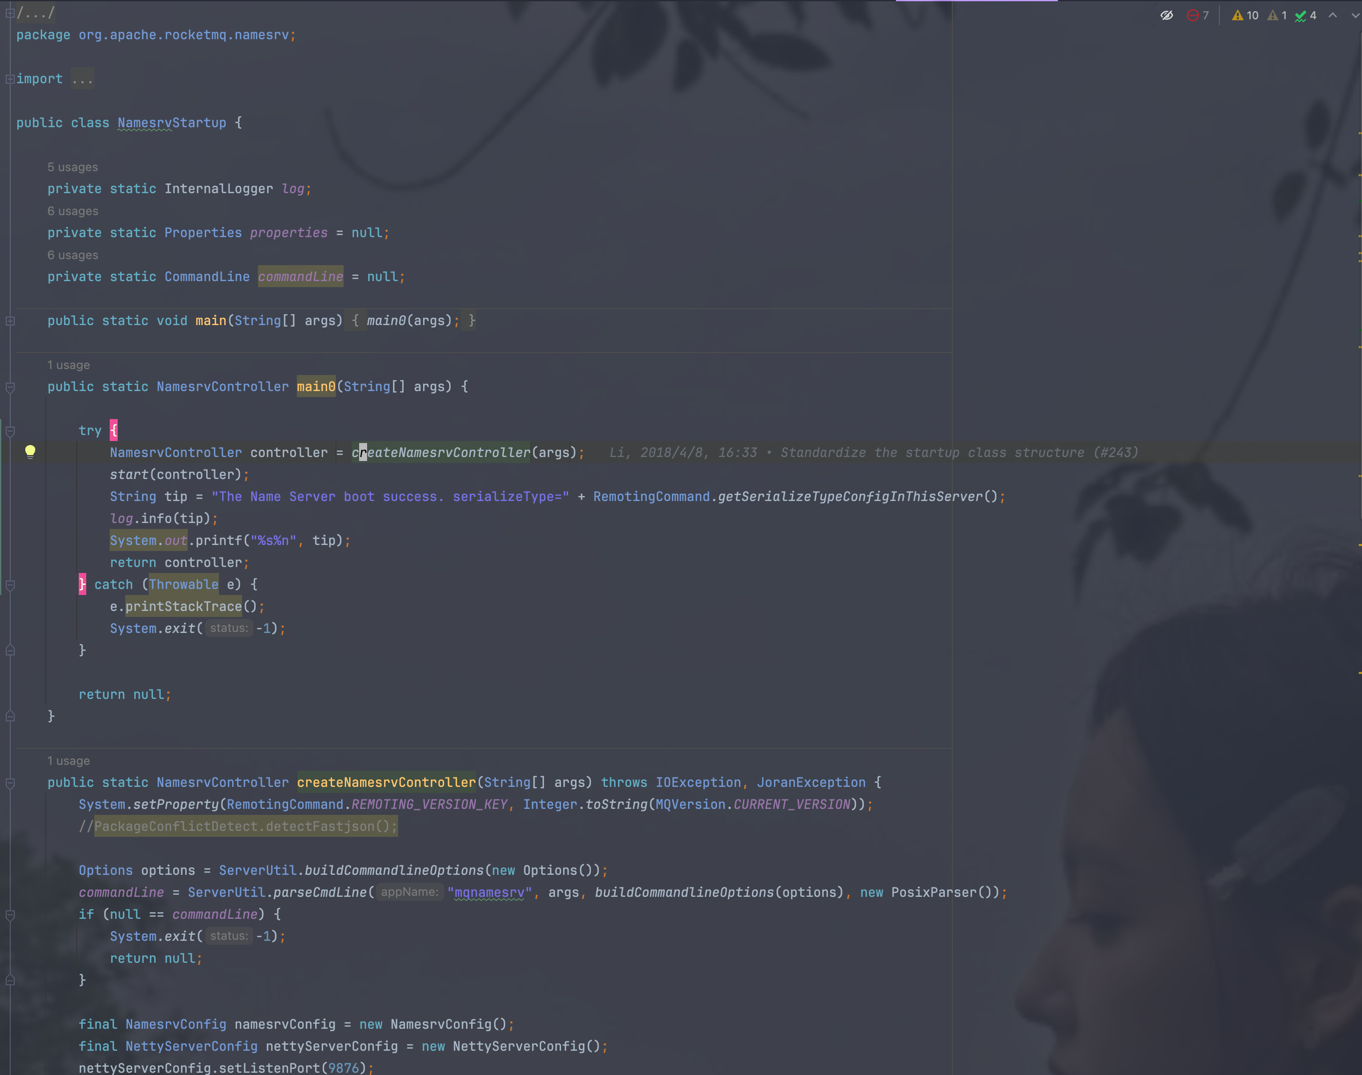 /.../
7 10 1 4
package org.apache.rocketmq.namesrv;
import ...
public class NamesrvStartup {
5 usages
private static InternalLogger log;
6 usages
private static Properties properties = null;
6 usages
private static CommandLine commandLine = null;
public static void main(String[] args) { main0(args); }
1 usage
public static NamesrvController main0(String[] args) {
try {
NamesrvController controller = createNamesrvController(args); Li, 2018/4/8, 16:33 • Standardize the startup class structure (#243)
start(controller);
String tip = "The Name Server boot success. serializeType=" + RemotingCommand.getSerializeTypeConfigInThisServer();
log.info(tip);
System.out.printf("%s%n", tip);
return controller;
} catch (Throwable e) {
e.printStackTrace();
System.exit( status: -1);
}
return null;
}
1 usage
public static NamesrvController createNamesrvController(String[] args) throws IOException, JoranException {
System.setProperty(RemotingCommand.REMOTING_VERSION_KEY, Integer.toString(MQVersion.CURRENT_VERSION));
//PackageConflictDetect.detectFastjson();
Options options = ServerUtil.buildCommandlineOptions(new Options());
commandLine = ServerUtil.parseCmdLine( appName: "mqnamesrv", args, buildCommandlineOptions(options), new PosixParser());
if (null == commandLine) {
System.exit( status: -1);
return null;
}
final NamesrvConfig namesrvConfig = new NamesrvConfig();
final NettyServerConfig nettyServerConfig = new NettyServerConfig();
nettyServerConfig.setListenPort(9876);